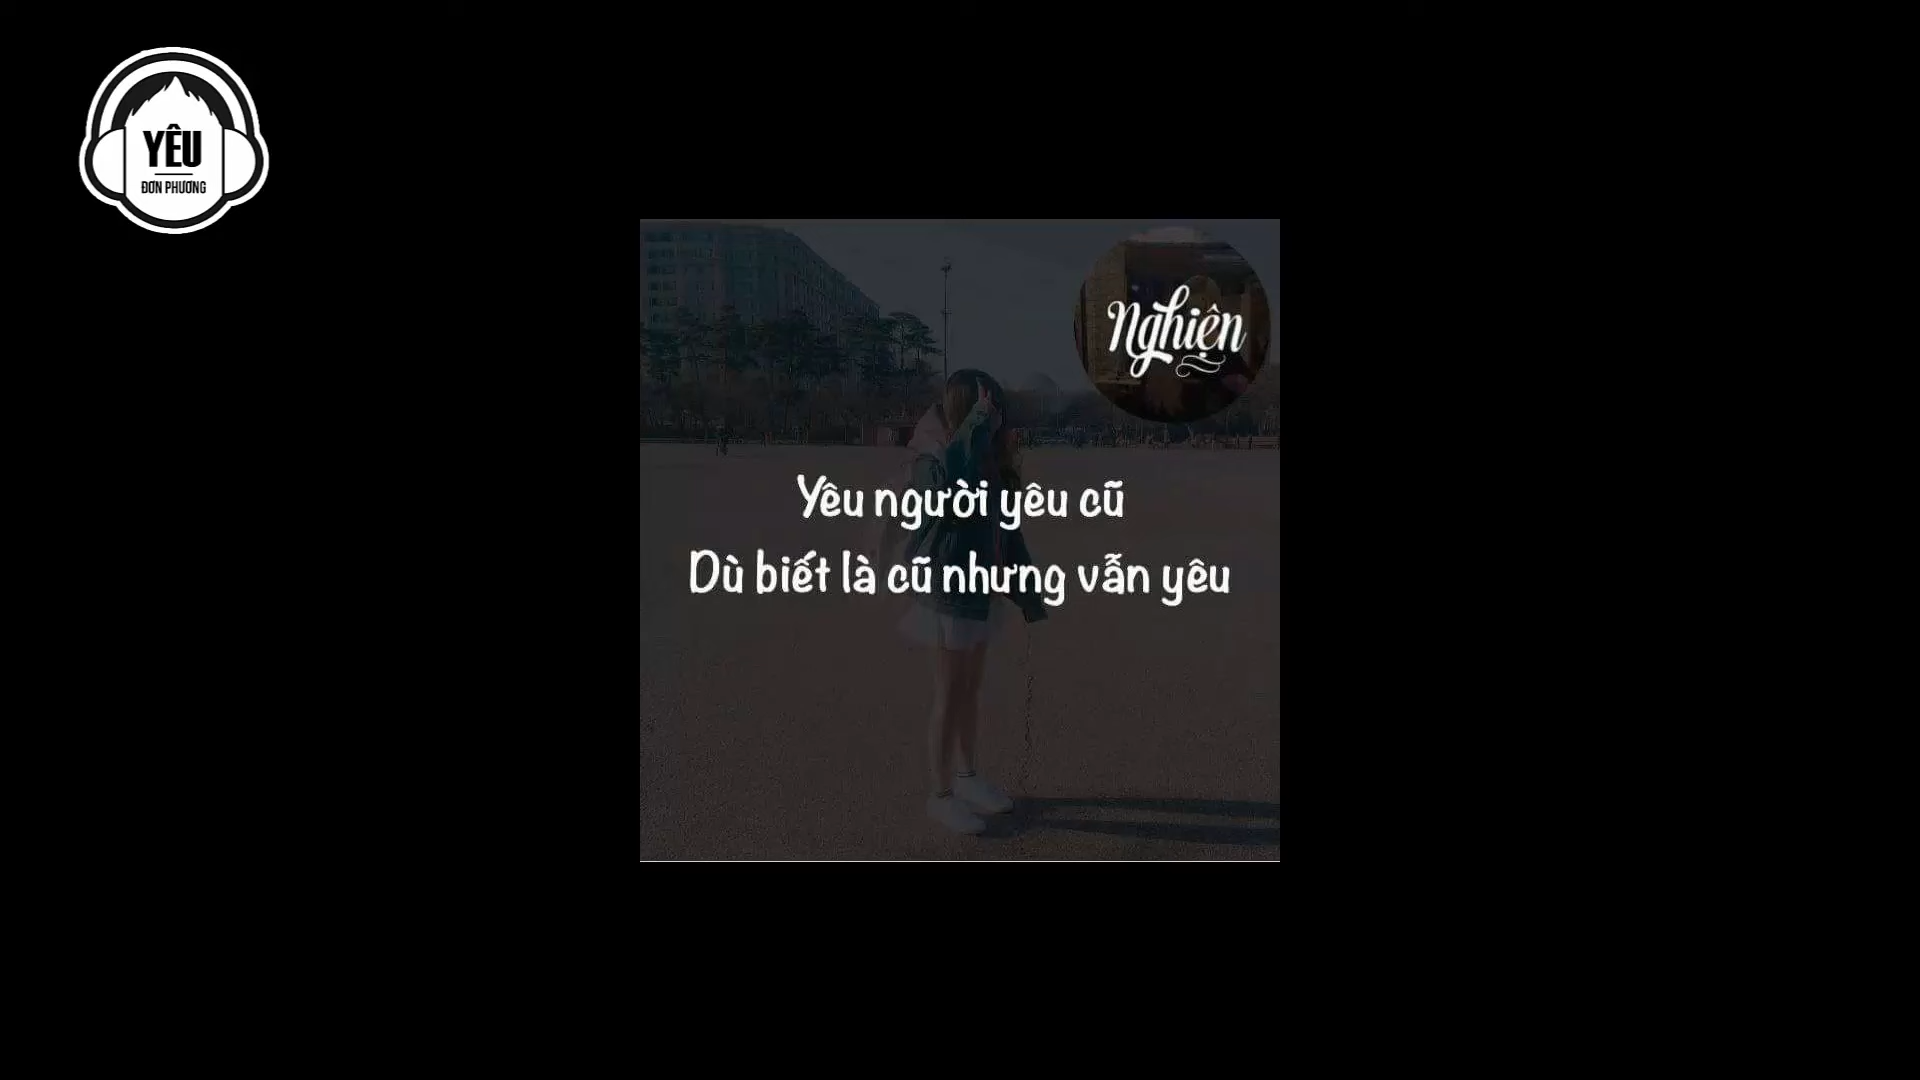 YÊU
ĐƠN PHƯƠNG
Nghiện
Yêu người yêu cũ
Dù biết là cũ nhưng vẫn yêu